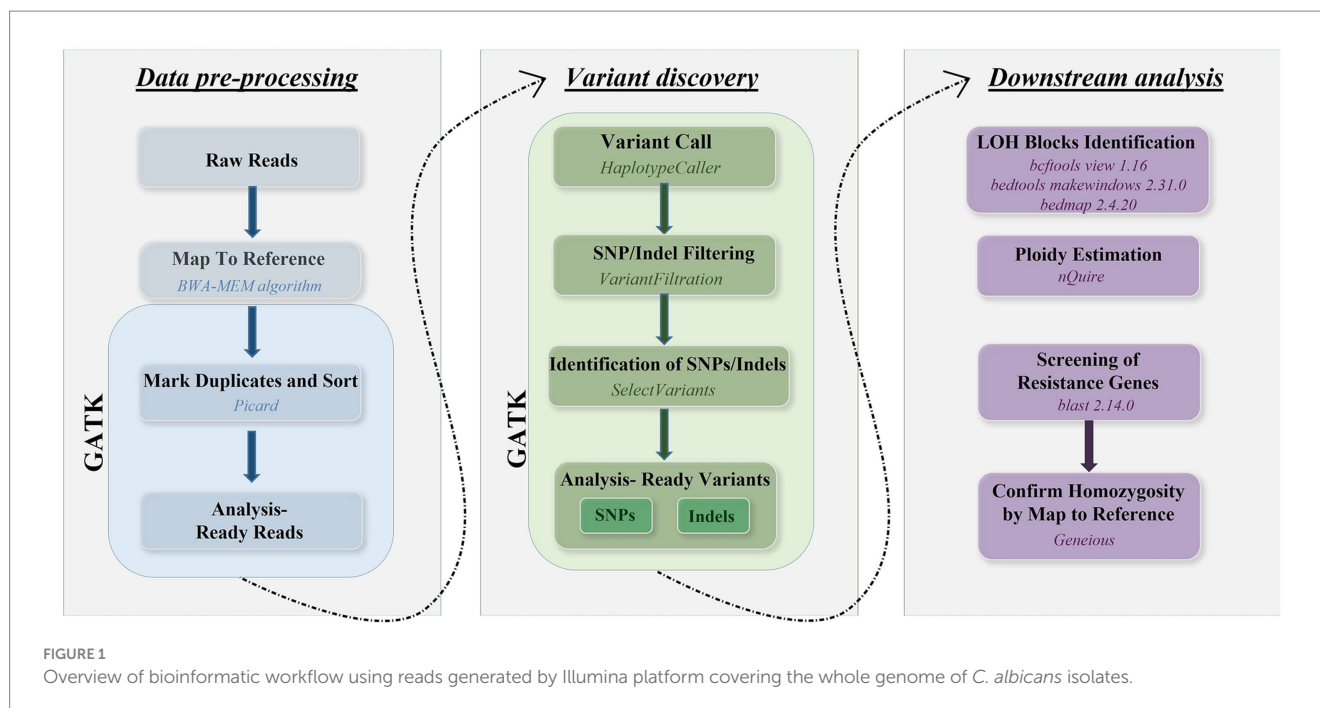 Data pre-processing
Raw Reads
Map To Reference
BWA-MEM algorithm
GATK
Mark Duplicates and Sort
Picard
Analysis-
Ready Reads
Variant discovery
GATK
Variant Call
HaplotypeCaller
SNP/Indel Filtering
VariantFiltration
Identification of SNPs/Indels
SelectVariants
Analysis- Ready Variants
SNPs
Indels
Downstream analysis
LOH Blocks Identification
bcftools view 1.16
bedtools makewindows 2.31.0
bedmap 2.4.20
Ploidy Estimation
nQuire
Screening of
Resistance Genes
blast 2.14.0
Confirm Homozygosity
by Map to Reference
Geneious
FIGURE 1
Overview of bioinformatic workflow using reads generated by Illumina platform covering the whole genome of C. albicans isolates.